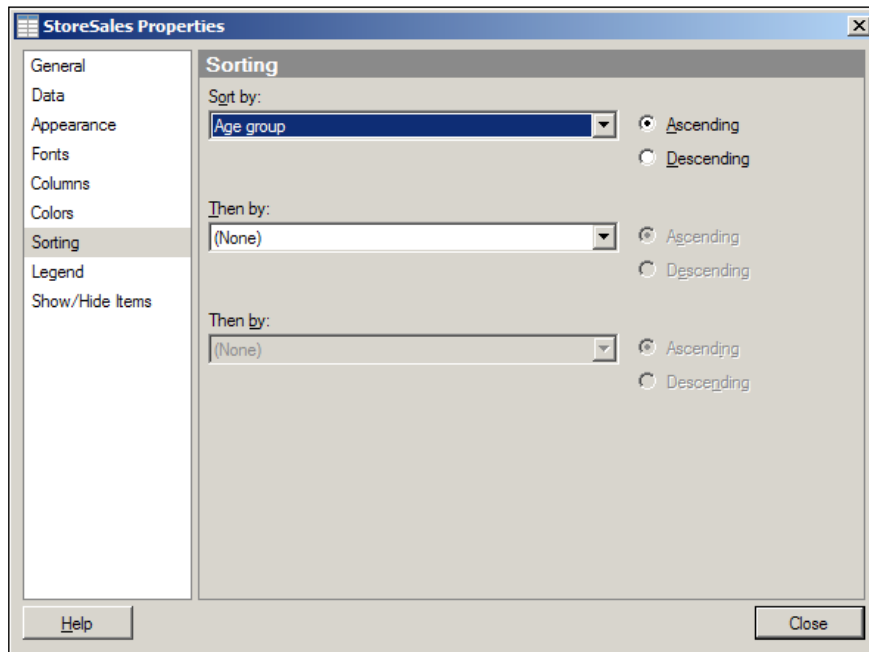 StoreSales Properties
General
Data
Appearance
Fonts
Columns
Colors
Sorting
Legend
Show/Hide Items
Sorting
Sort by:
Age group
Ascending
Descending
Then by:
(None)
Ascending
Descending
Then by:
(None)
Ascending
Descending
Help
Close